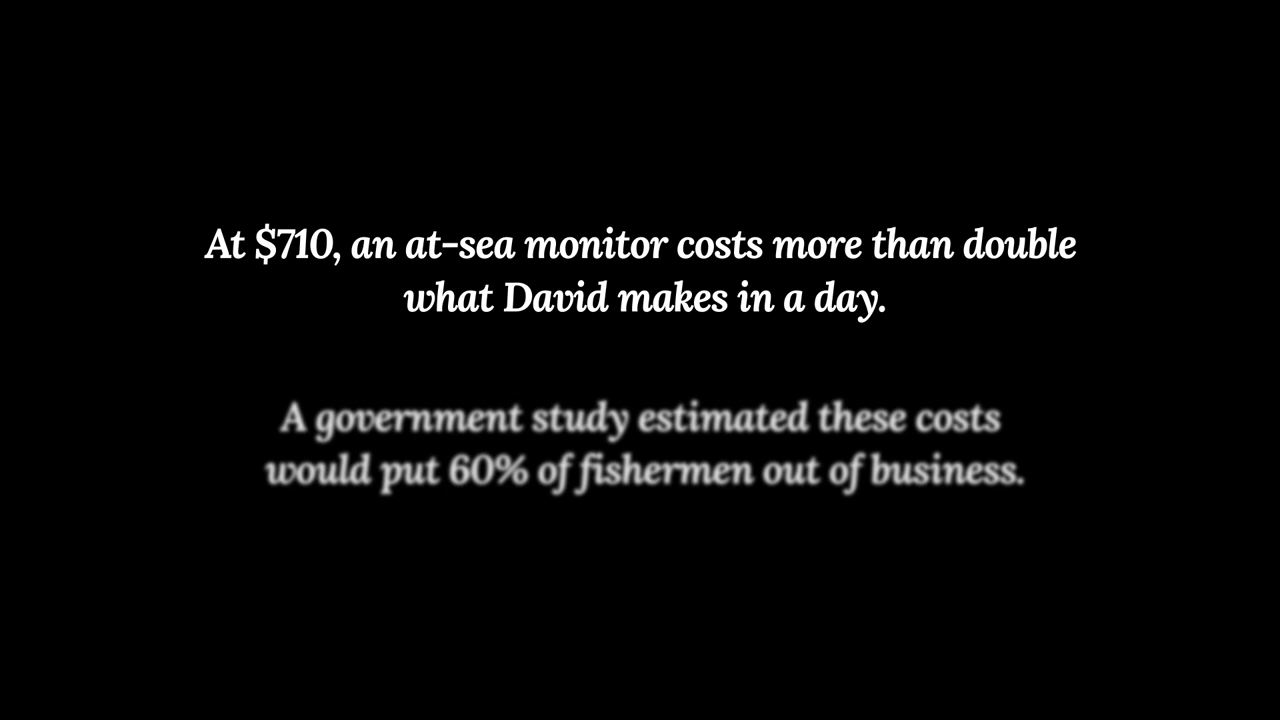 At $710, an at-sea monitor costs more than double
what David makes in a day.
A government study estimated these costs
would put 60% of fishermen out of business.